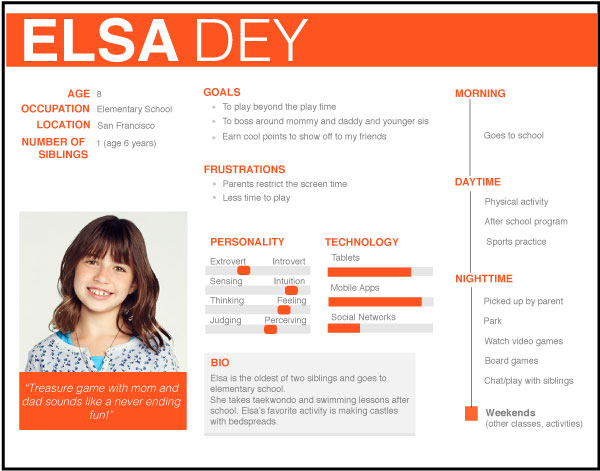 ELSA DEY
AGE 8
OCCUPATION Elementary School
LOCATION San Francisco
NUMBER OF SIBLINGS 1 (age 6 years)
"Treasure game with mom and
dad sounds like a never ending
fun!"
GOALS
To play beyond the play time
To boss around mommy and daddy and younger sis
Earn cool points to show off to my friends
FRUSTRATIONS
Parents restrict the screen time
Less time to play
PERSONALITY
Extrovert Introvert
Sensing Intuition
Thinking Feeling
Judging Perceiving
TECHNOLOGY
Tablets
Mobile Apps
Social Networks
BIO
Elsa is the oldest of two siblings and goes to
elementary school.
She takes taekwondo and swimming lessons after
school. Elsa's favorite activity is making castles
with bedspreads.
MORNING
Goes to school
DAYTIME
Physical activity
After school program
Sports practice
NIGHTTIME
Picked up by parent
Park
Watch video games
Board games
Chat/play with siblings
Weekends
(other classes, activities)